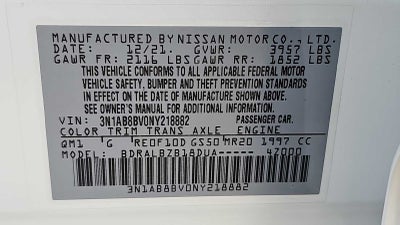 MANUFACTURED BY NISSAN MOTOR CO., LTD.
DATE: 12/21. GVWR: 3957 LBS
GAWR FR: 2116 LBS GAWR RR: 1852 LBS
THIS VEHICLE CONFORMS TO ALL APPLICABLE FEDERAL MOTOR
VEHICLE SAFETY, BUMPER AND THEFT PREVENTION STANDARDS
IN EFFECT ON THE DATE OF MANUFACTURE SHOWN ABOVE.
SEE OWNER'S MANUAL FOR ADDITIONAL INFORMATION
VIN: 3N1AB8BV0NY218882 PASSENGER CAR.
COLOR TRIM TRANS AXLE ENGINE
QM1 G RE0F10D GS50 MR20 1997 CC
MODEL: BDRALBZB18DUA----- 47000
3N1AB8BV0NY218882